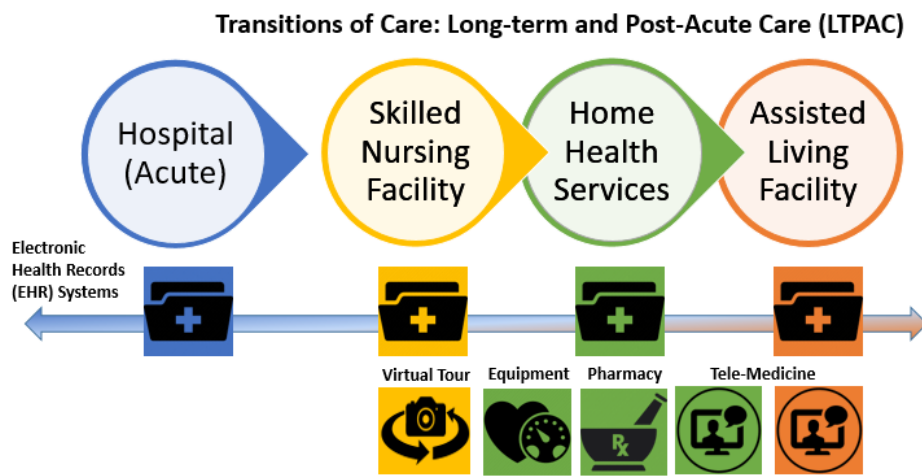 Transitions of Care: Long-term and Post-Acute Care (LTPAC)
Hospital
(Acute)
Skilled
Nursing
Facility
Home
Health
Services
Assisted
Living
Facility
Electronic
Health Records
(EHR) Systems
Virtual Tour
Equipment
Pharmacy
Tele-Medicine
Rx